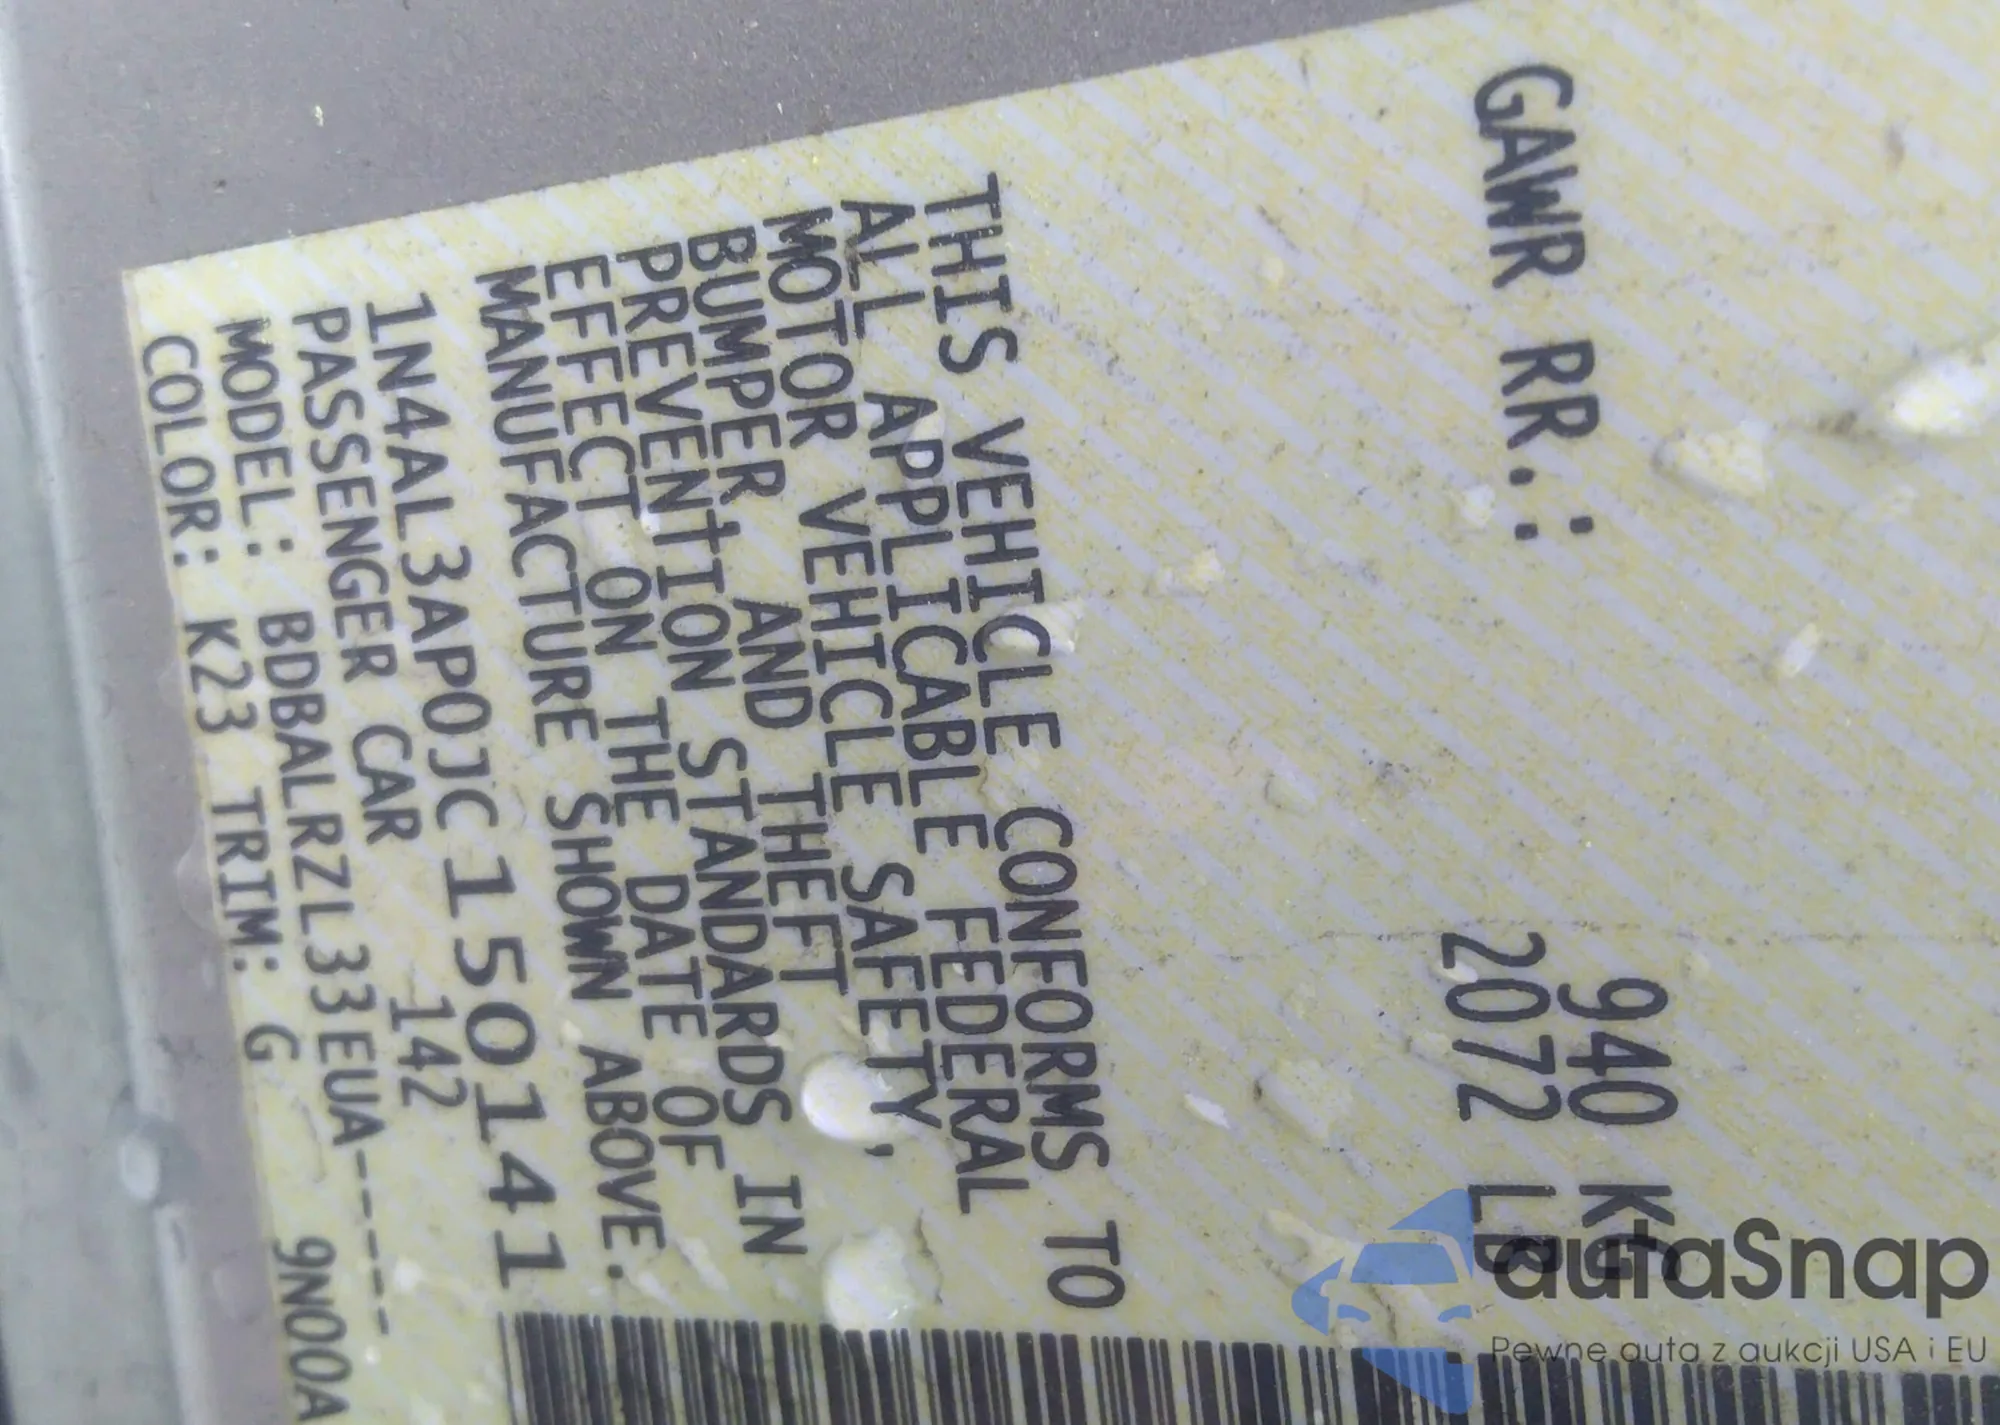 GAWR RR.: 940 KG
2072 LB
THIS VEHICLE CONFORMS TO
ALL APPLICABLE FEDERAL
MOTOR VEHICLE SAFETY,
BUMPER AND THEFT
PREVENTION STANDARDS IN
EFFECT ON THE DATE OF
MANUFACTURE SHOWN ABOVE.
1N4AL3AP0JC150141
PASSENGER CAR 142
MODEL: BDBALRZL33EUA-----
COLOR: K23 TRIM: G 9N00A
autaSnap
Pewne auta z aukcji USA i EU